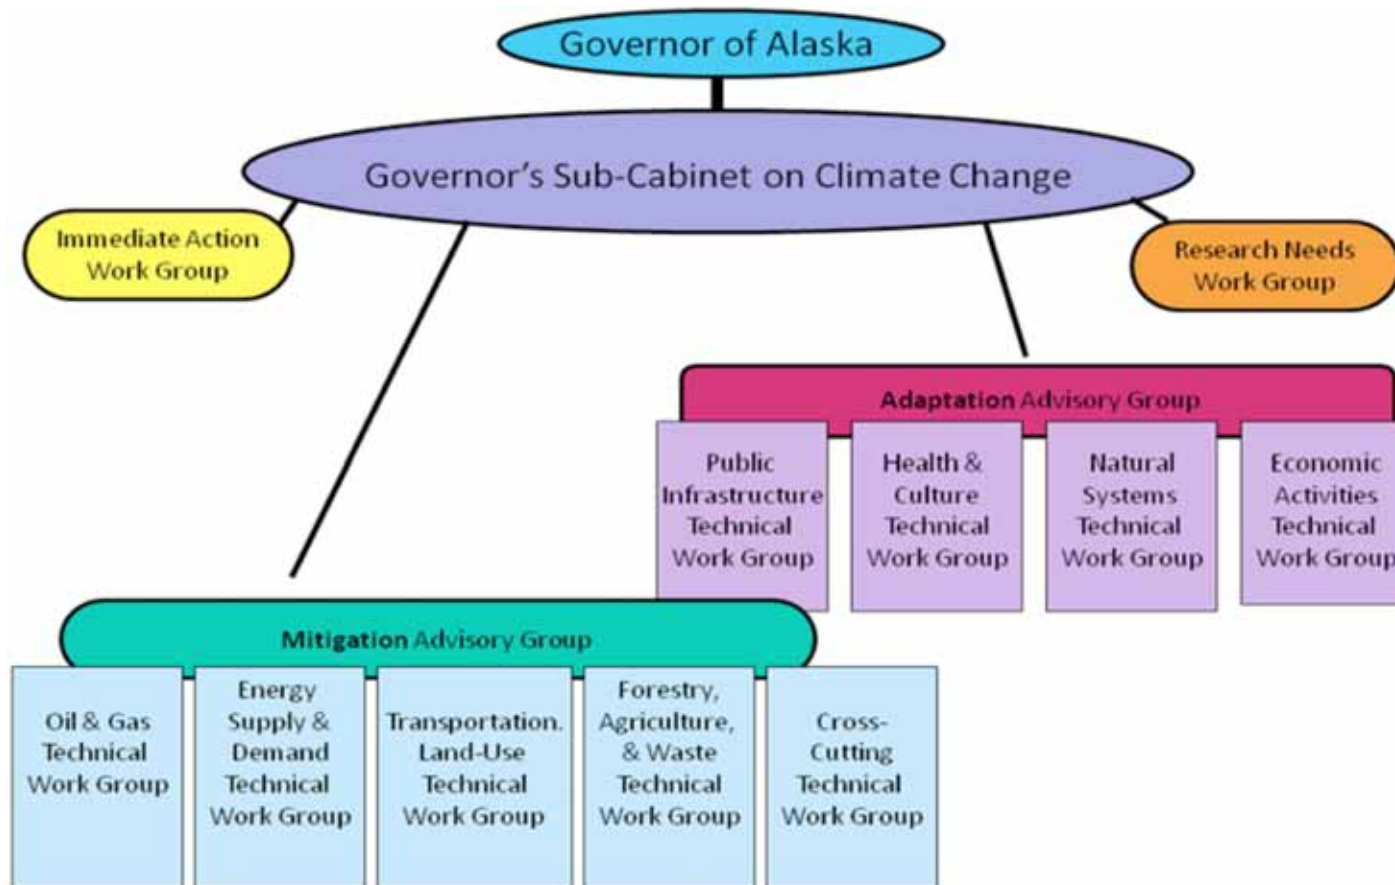 Governor of Alaska
Governor's Sub-Cabinet on Climate Change
Immediate Action
Work Group
Research Needs
Work Group
Adaptation Advisory Group
Public
Infrastructure
Technical
Work Group
Health &
Culture
Technical
Work Group
Natural
Systems
Technical
Work Group
Economic
Activities
Technical
Work Group
Mitigation Advisory Group
Oil & Gas
Technical
Work Group
Energy
Supply &
Demand
Technical
Work Group
Transportation.
Land-Use
Technical
Work Group
Forestry,
Agriculture,
& Waste
Technical
Work Group
Cross-
Cutting
Technical
Work Group